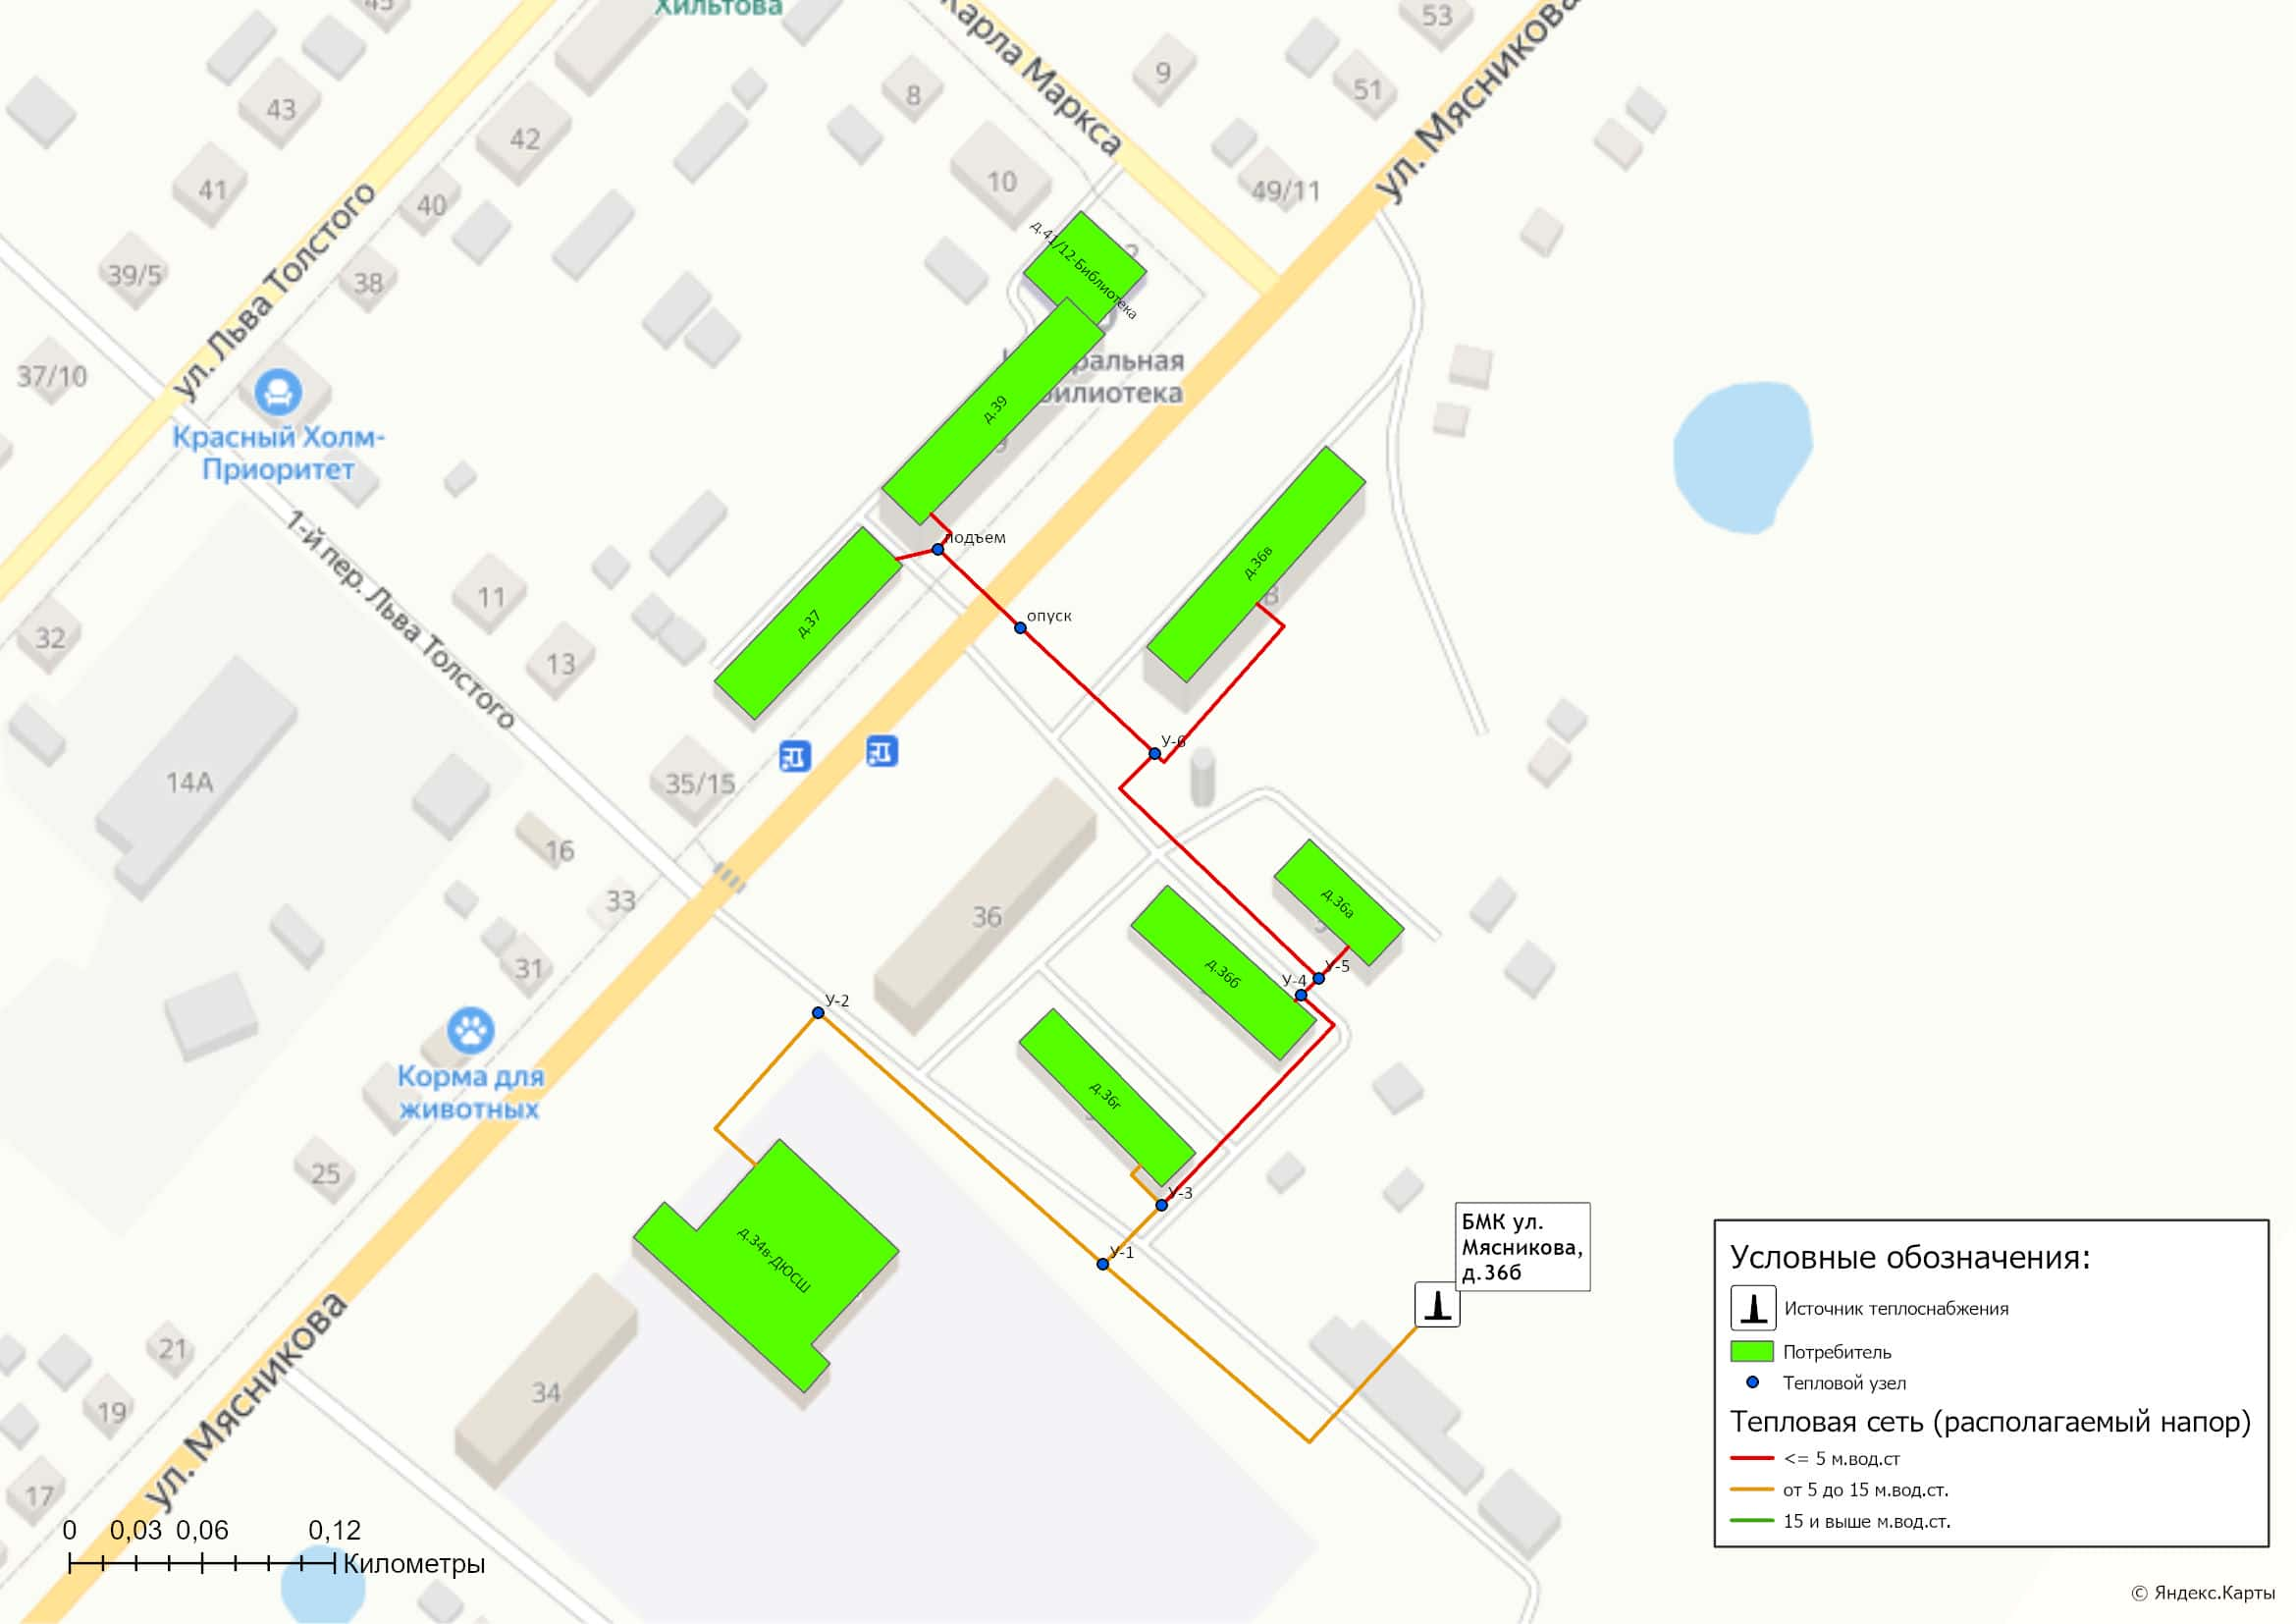 Хильтова
45
Карла Маркса
ул. Мясникова
53
9
51
43
42
8
10
49/11
41
40
39/5
38
ул. Льва Толстого
37/10
д.41/12-Библиотека
д.39
Красный Холм-
Приоритет
1-й пер. Льва Толстого
подъем
д.36в
11
д.37
опуск
32
13
У-6
14А
35/15
16
33
36
д.36а
31
д.36б
У-5
У-4
У-2
Корма для
животных
д.36г
25
У-3
У-1
БМК ул.
Мясникова,
д.36б
д.34в-ДЮСШ
34
ул. Мясникова
21
19
17
0 0,03 0,06 0,12
Километры
Условные обозначения:
Источник теплоснабжения
Потребитель
Тепловой узел
Тепловая сеть (располагаемый напор)
<= 5 м.вод.ст
от 5 до 15 м.вод.ст.
15 и выше м.вод.ст.
© Яндекс.Карты